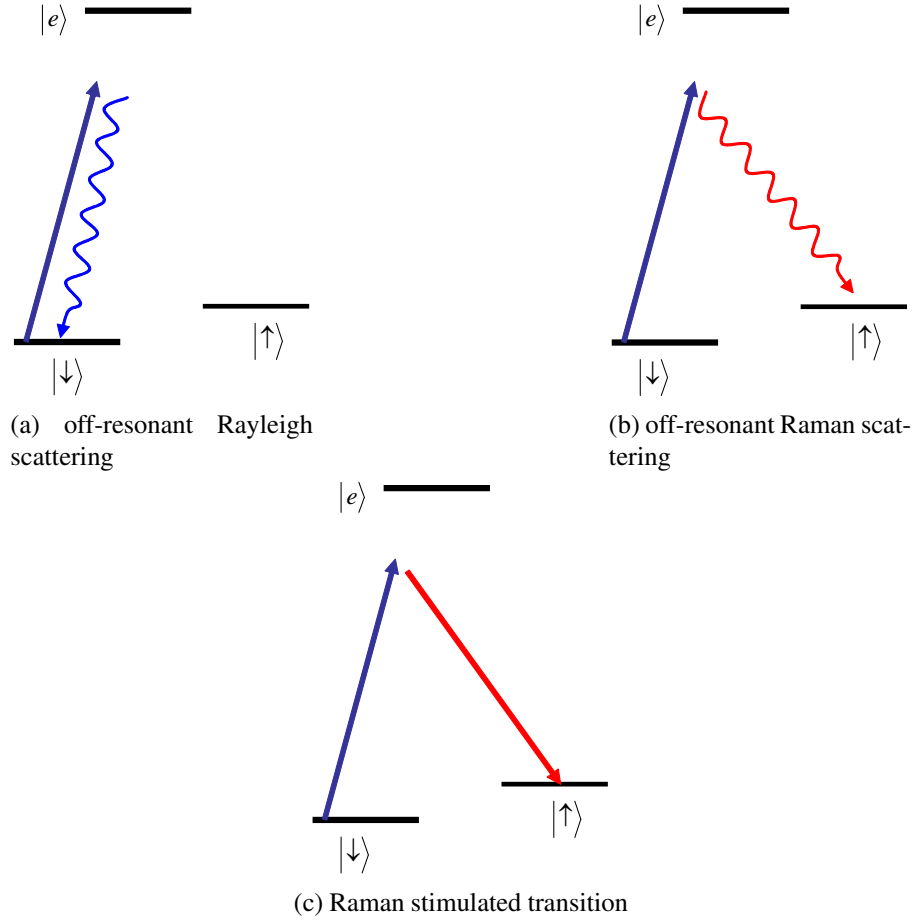 |e⟩
|e⟩
|↑⟩
|↑⟩
|↓⟩
|↓⟩
(a) off-resonant Rayleigh
scattering
(b) off-resonant Raman scat-
tering
|e⟩
|↑⟩
|↓⟩
(c) Raman stimulated transition